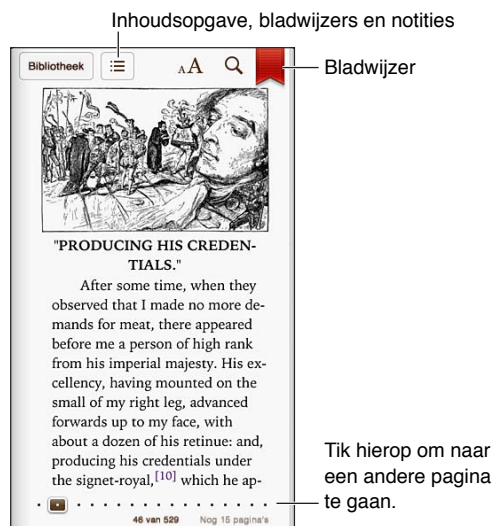 Inhoudsopgave, bladwijzers en notities
Bibliotheek
AA
Bladwijzer
"PRODUCING HIS CREDEN-
TIALS."
After some time, when they
observed that I made no more de-
mands for meat, there appeared
before me a person of high rank
from his imperial majesty. His ex-
cellency, having mounted on the
small of my right leg, advanced
forwards up to my face, with
about a dozen of his retinue: and,
producing his credentials under
the signet-royal,[10] which he ap-
Tik hierop om naar
een andere pagina
te gaan.
46 van 529 Nog 15 pagina's